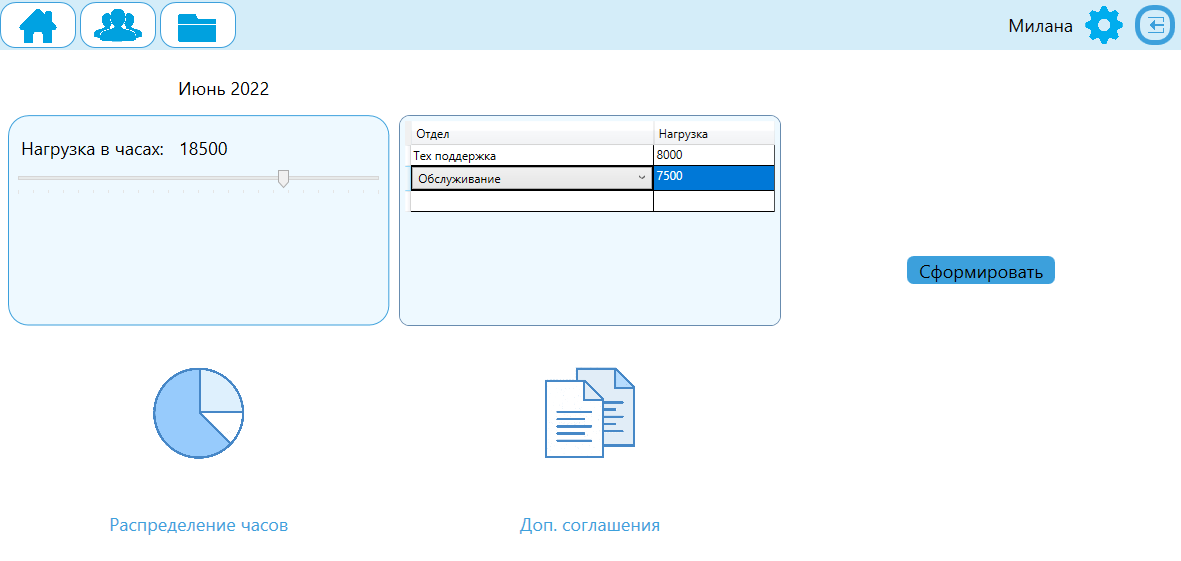 Милана
Июнь 2022
Нагрузка в часах: 18500
Отдел Нагрузка
Тех поддержка 8000
Обслуживание 7500
Сформировать
Распределение часов
Доп. соглашения